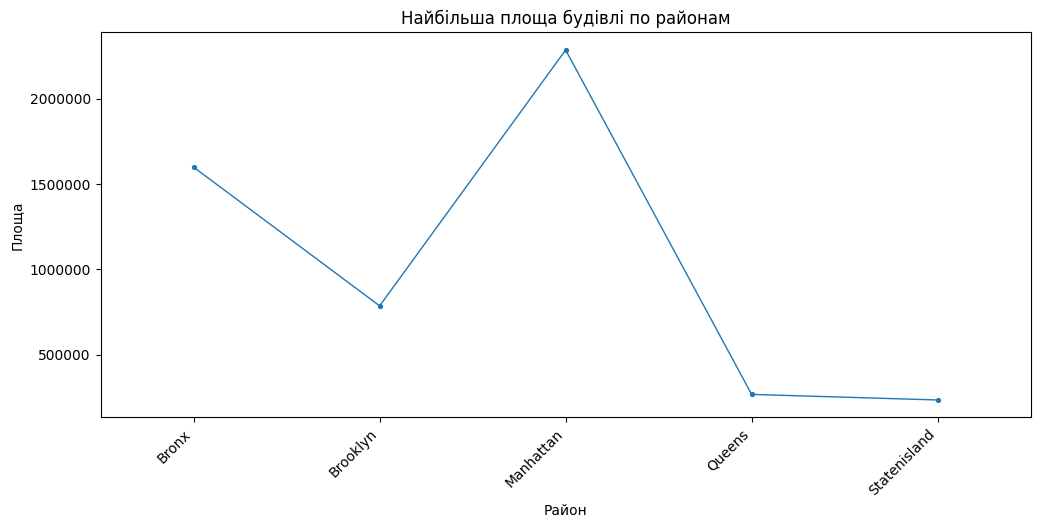 Найбільша площа будівлі по районам
Площа
2000000
1500000
1000000
500000
Bronx
Brooklyn
Manhattan
Queens
Statenisland
Район